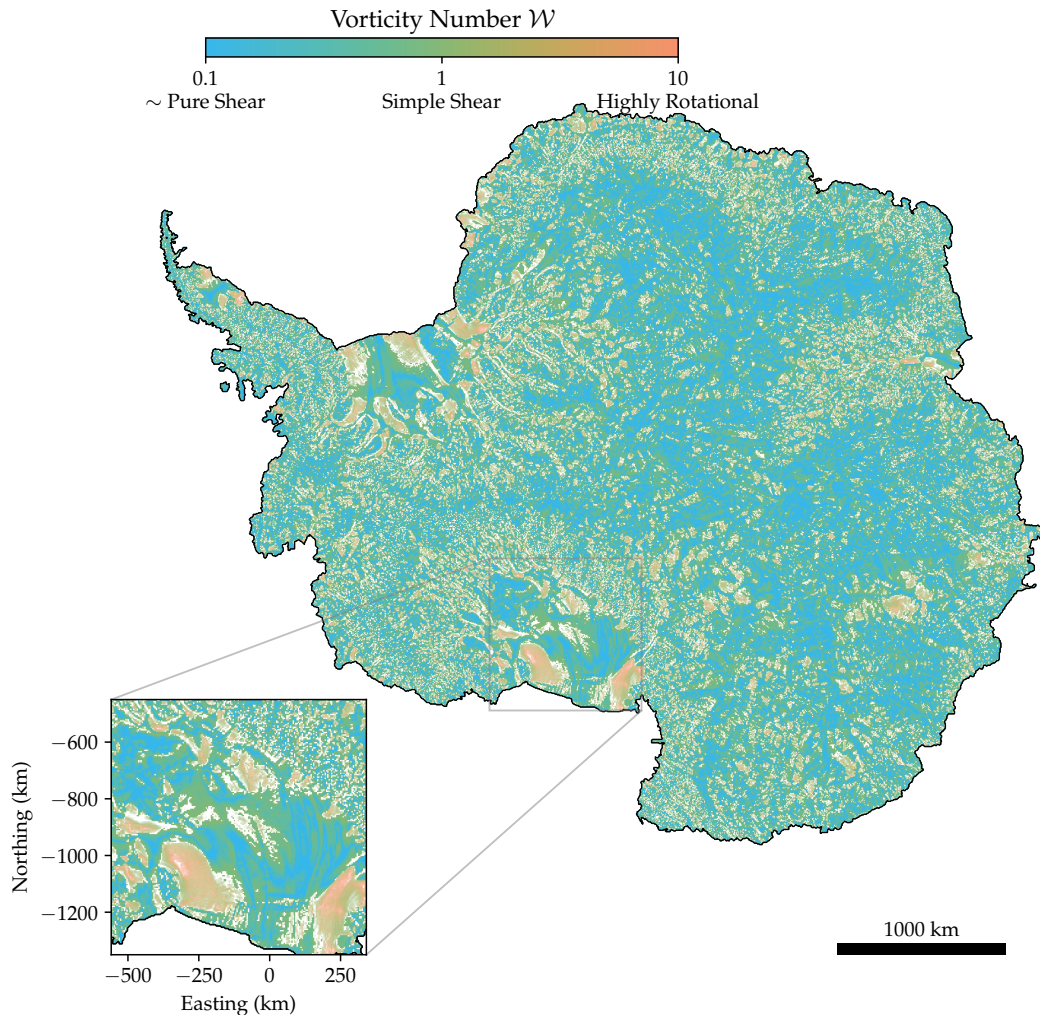 Vorticity Number 𝒲
0.1 1 10
∼ Pure Shear Simple Shear Highly Rotational
−600
−800
−1000
−1200
Northing (km)
−500 −250 0 250
Easting (km)
1000 km